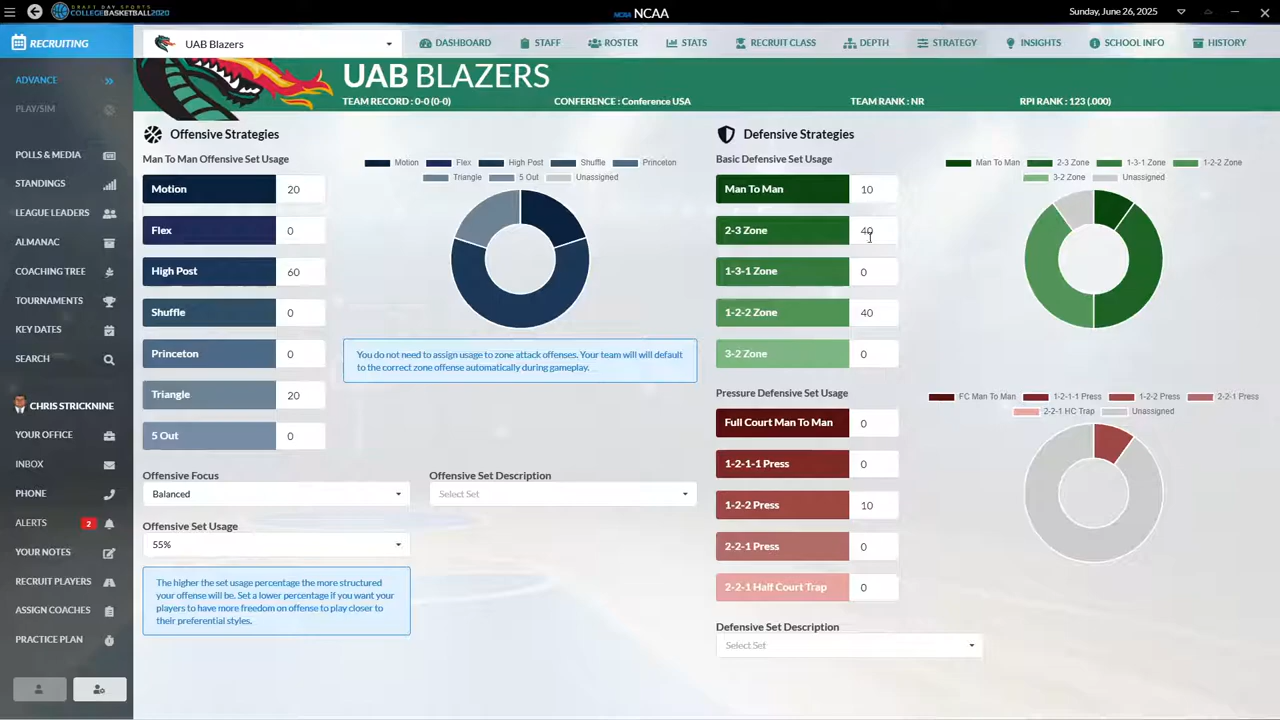 DRAFT DAY SPORTS
COLLEGEBASKETBALL2020
NCAA NCAA
Sunday, June 26, 2025
RECRUITING
UAB Blazers
DASHBOARD
STAFF
ROSTER
STATS
RECRUIT CLASS
DEPTH
STRATEGY
INSIGHTS
SCHOOL INFO
HISTORY
ADVANCE
PLAY/SIM
POLLS & MEDIA
STANDINGS
LEAGUE LEADERS
ALMANAC
COACHING TREE
TOURNAMENTS
KEY DATES
SEARCH
CHRIS STRICKNINE
YOUR OFFICE
INBOX
PHONE
ALERTS 2
YOUR NOTES
RECRUIT PLAYERS
ASSIGN COACHES
PRACTICE PLAN
UAB BLAZERS
TEAM RECORD : 0-0 (0-0)
CONFERENCE : Conference USA
TEAM RANK : NR
RPI RANK : 123 (.000)
Offensive Strategies
Man To Man Offensive Set Usage
Motion 20
Flex 0
High Post 60
Shuffle 0
Princeton 0
Triangle 20
5 Out 0
Motion Flex High Post Shuffle Princeton
Triangle 5 Out Unassigned
You do not need to assign usage to zone attack offenses. Your team will will default
to the correct zone offense automatically during gameplay.
Offensive Focus
Balanced
Offensive Set Description
Select Set
Offensive Set Usage
55%
The higher the set usage percentage the more structured
your offense will be. Set a lower percentage if you want your
players to have more freedom on offense to play closer to
their preferential styles.
Defensive Strategies
Basic Defensive Set Usage
Man To Man 10
2-3 Zone 40
1-3-1 Zone 0
1-2-2 Zone 40
3-2 Zone 0
Man To Man 2-3 Zone 1-3-1 Zone 1-2-2 Zone
3-2 Zone Unassigned
Pressure Defensive Set Usage
Full Court Man To Man 0
1-2-1-1 Press 0
1-2-2 Press 10
2-2-1 Press 0
2-2-1 Half Court Trap 0
FC Man To Man 1-2-1-1 Press 1-2-2 Press 2-2-1 Press
2-2-1 HC Trap Unassigned
Defensive Set Description
Select Set